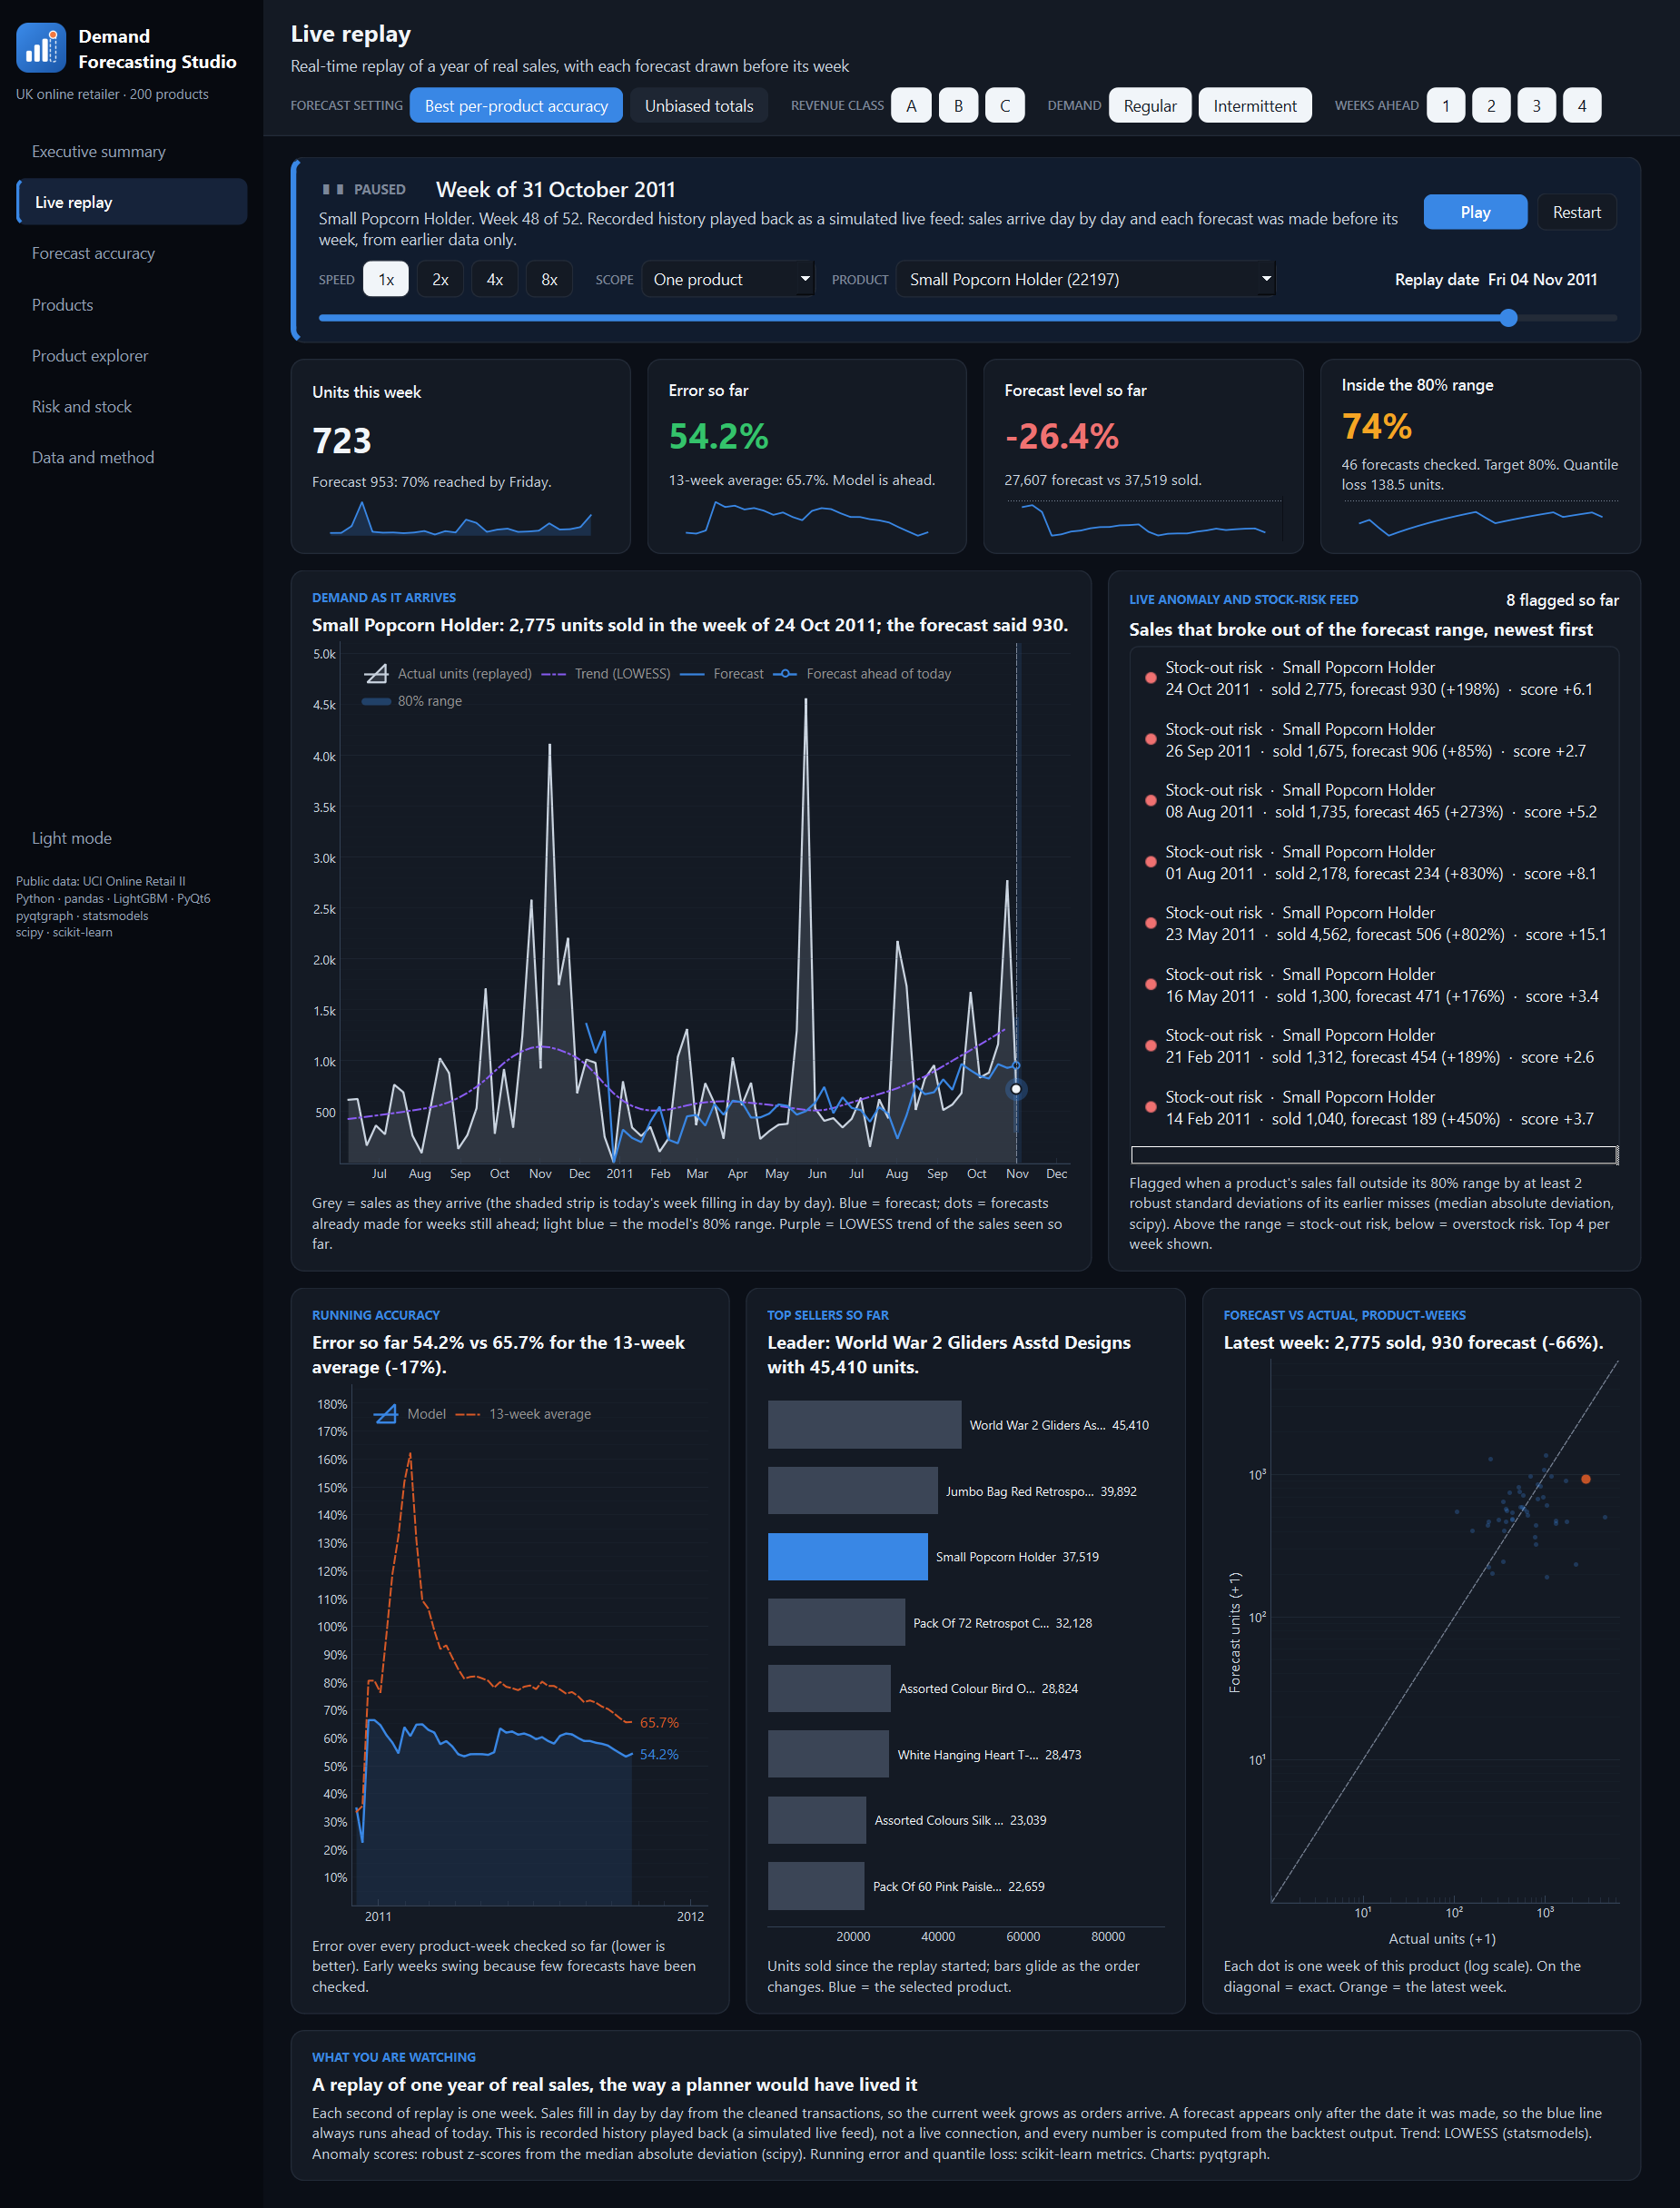 Demand
Forecasting Studio
UK online retailer · 200 products
Executive summary
Live replay
Forecast accuracy
Products
Product explorer
Risk and stock
Data and method
Light mode
Public data: UCI Online Retail II
Python · pandas · LightGBM · PyQt6
pyqtgraph · statsmodels
scipy · scikit-learn
Live replay
Real-time replay of a year of real sales, with each forecast drawn before its week
FORECAST SETTING Best per-product accuracy Unbiased totals REVENUE CLASS A B C DEMAND Regular Intermittent WEEKS AHEAD 1 2 3 4
PAUSED Week of 31 October 2011
Small Popcorn Holder. Week 48 of 52. Recorded history played back as a simulated live feed: sales arrive day by day and each forecast was made before its
week, from earlier data only.
Play Restart
SPEED 1x 2x 4x 8x SCOPE One product PRODUCT Small Popcorn Holder (22197) Replay date Fri 04 Nov 2011
Units this week
723
Forecast 953: 70% reached by Friday.
Error so far
54.2%
13-week average: 65.7%. Model is ahead.
Forecast level so far
-26.4%
27,607 forecast vs 37,519 sold.
Inside the 80% range
74%
46 forecasts checked. Target 80%. Quantile
loss 138.5 units.
DEMAND AS IT ARRIVES
Small Popcorn Holder: 2,775 units sold in the week of 24 Oct 2011; the forecast said 930.
Actual units (replayed) Trend (LOWESS) Forecast Forecast ahead of today
80% range
5.0k
4.5k
4.0k
3.5k
3.0k
2.5k
2.0k
1.5k
1.0k
500
Jul Aug Sep Oct Nov Dec 2011 Feb Mar Apr May Jun Jul Aug Sep Oct Nov Dec
Grey = sales as they arrive (the shaded strip is today's week filling in day by day). Blue = forecast; dots = forecasts
already made for weeks still ahead; light blue = the model's 80% range. Purple = LOWESS trend of the sales seen so
far.
LIVE ANOMALY AND STOCK-RISK FEED 8 flagged so far
Sales that broke out of the forecast range, newest first
Stock-out risk · Small Popcorn Holder
24 Oct 2011 · sold 2,775, forecast 930 (+198%) · score +6.1
Stock-out risk · Small Popcorn Holder
26 Sep 2011 · sold 1,675, forecast 906 (+85%) · score +2.7
Stock-out risk · Small Popcorn Holder
08 Aug 2011 · sold 1,735, forecast 465 (+273%) · score +5.2
Stock-out risk · Small Popcorn Holder
01 Aug 2011 · sold 2,178, forecast 234 (+830%) · score +8.1
Stock-out risk · Small Popcorn Holder
23 May 2011 · sold 4,562, forecast 506 (+802%) · score +15.1
Stock-out risk · Small Popcorn Holder
16 May 2011 · sold 1,300, forecast 471 (+176%) · score +3.4
Stock-out risk · Small Popcorn Holder
21 Feb 2011 · sold 1,312, forecast 454 (+189%) · score +2.6
Stock-out risk · Small Popcorn Holder
14 Feb 2011 · sold 1,040, forecast 189 (+450%) · score +3.7
Flagged when a product's sales fall outside its 80% range by at least 2
robust standard deviations of its earlier misses (median absolute deviation,
scipy). Above the range = stock-out risk, below = overstock risk. Top 4 per
week shown.
RUNNING ACCURACY
Error so far 54.2% vs 65.7% for the 13-week
average (-17%).
Model 13-week average
180%
170%
160%
150%
140%
130%
120%
110%
100%
90%
80%
70%
60%
50%
40%
30%
20%
10%
65.7%
54.2%
2011 2012
Error over every product-week checked so far (lower is
better). Early weeks swing because few forecasts have been
checked.
TOP SELLERS SO FAR
Leader: World War 2 Gliders Asstd Designs
with 45,410 units.
World War 2 Gliders As... 45,410
Jumbo Bag Red Retrospo... 39,892
Small Popcorn Holder 37,519
Pack Of 72 Retrospot C... 32,128
Assorted Colour Bird O... 28,824
White Hanging Heart T-... 28,473
Assorted Colours Silk ... 23,039
Pack Of 60 Pink Paisle... 22,659
20000 40000 60000 80000
Units sold since the replay started; bars glide as the order
changes. Blue = the selected product.
FORECAST VS ACTUAL, PRODUCT-WEEKS
Latest week: 2,775 sold, 930 forecast (-66%).
Forecast units (+1)
10³
10²
10¹
10¹ 10² 10³
Actual units (+1)
Each dot is one week of this product (log scale). On the
diagonal = exact. Orange = the latest week.
WHAT YOU ARE WATCHING
A replay of one year of real sales, the way a planner would have lived it
Each second of replay is one week. Sales fill in day by day from the cleaned transactions, so the current week grows as orders arrive. A forecast appears only after the date it was made, so the blue line
always runs ahead of today. This is recorded history played back (a simulated live feed), not a live connection, and every number is computed from the backtest output. Trend: LOWESS (statsmodels).
Anomaly scores: robust z-scores from the median absolute deviation (scipy). Running error and quantile loss: scikit-learn metrics. Charts: pyqtgraph.